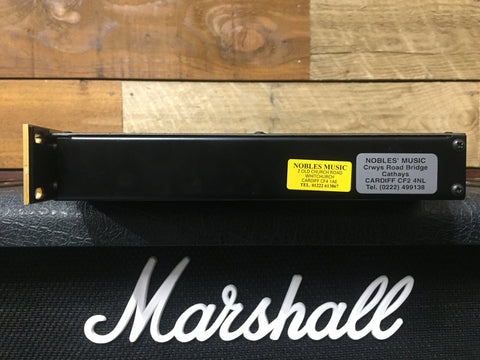 NOBLES MUSIC
2 OLD CHURCH ROAD
WHITCHURCH
CARDIFF CF4 1AE
TEL. 01222 613067
NOBLES' MUSIC
Crwys Road Bridge
Cathays
CARDIFF CF2 4NL
Tel. (0222) 499138
Marshall